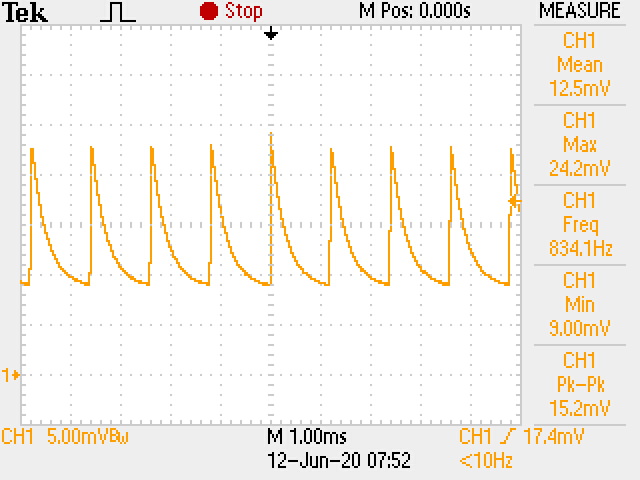 Tek Stop M Pos: 0.000s MEASURE
CH1
Mean
12.5mV
CH1
Max
24.2mV
CH1
Freq
834.1Hz
CH1
Min
9.00mV
CH1
Pk-Pk
15.2mV
1
CH1 5.00mVBw M 1.00ms CH1 17.4mV
12-Jun-20 07:52 <10Hz